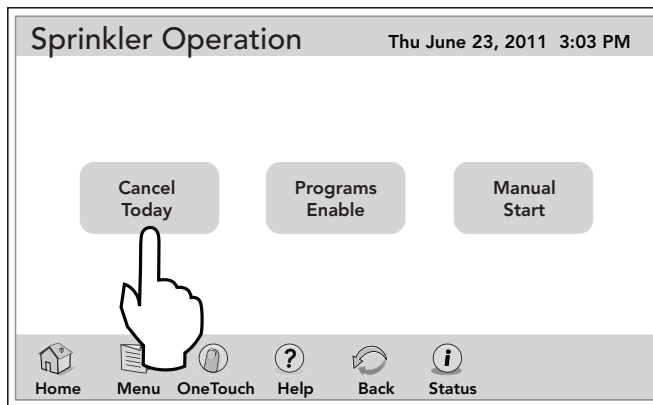 Sprinkler Operation Thu June 23, 2011 3:03 PM
Cancel Today
Programs Enable
Manual Start
Home Menu OneTouch Help Back Status